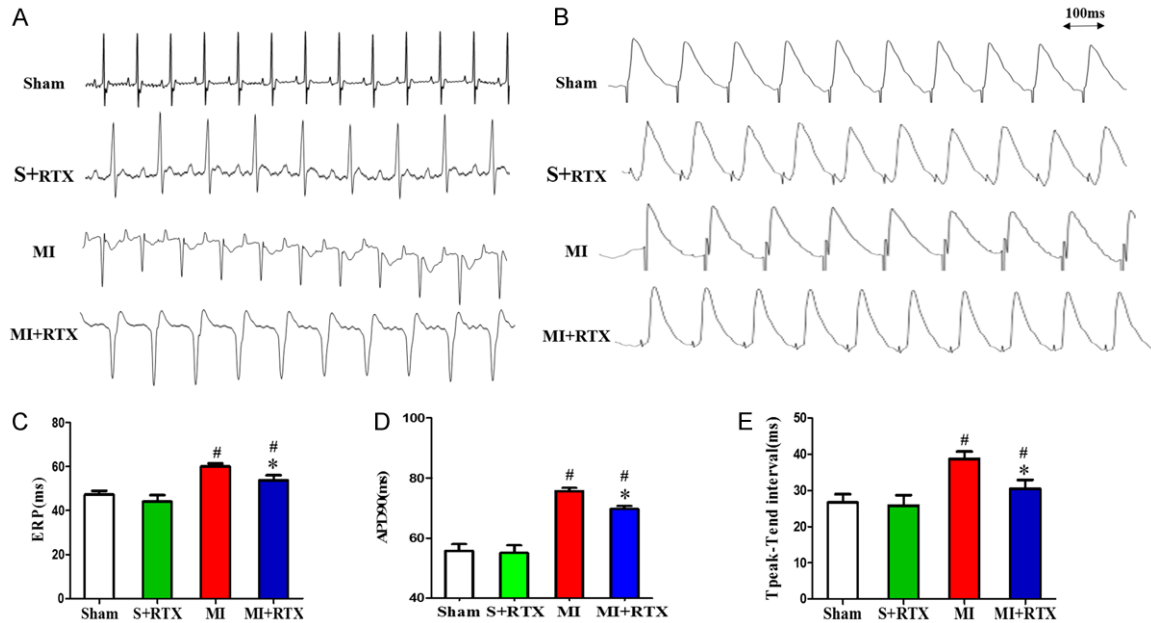 A
B
100ms
Sham
Sham
S+RTX
S+RTX
MI
MI
MI+RTX
MI+RTX
C
D
E
ERP(ms)
80
60
40
20
0
#
#
*
Sham
S+RTX
MI
MI+RTX
APD90(ms)
100
80
60
40
#
#
*
Sham
S+RTX
MI
MI+RTX
Tpeak-Tend interval(ms)
50
40
30
20
10
0
#
#
*
Sham
S+RTX
MI
MI+RTX